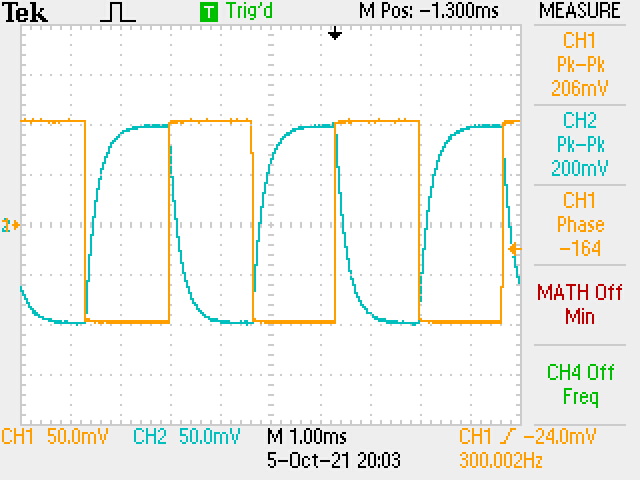 Tek T Trig'd M Pos: -1.300ms MEASURE
CH1
Pk-Pk
206mV
CH2
Pk-Pk
200mV
CH1
Phase
-164
MATH Off
Min
CH4 Off
Freq
2
CH1 50.0mV CH2 50.0mV M 1.00ms CH1 -24.0mV
5-Oct-21 20:03 300.002Hz